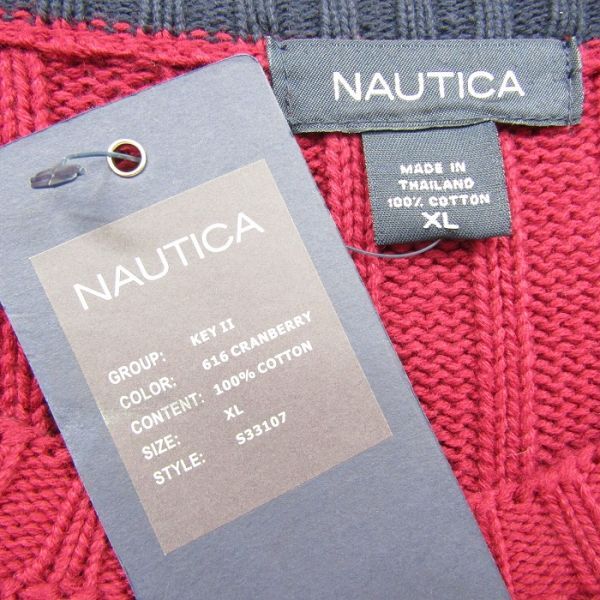 NAUTICA
MADE IN
THAILAND
100% COTTON
XL
NAUTICA
GROUP: KEY II
COLOR: 616 CRANBERRY
CONTENT: 100% COTTON
SIZE: XL
STYLE: S33107